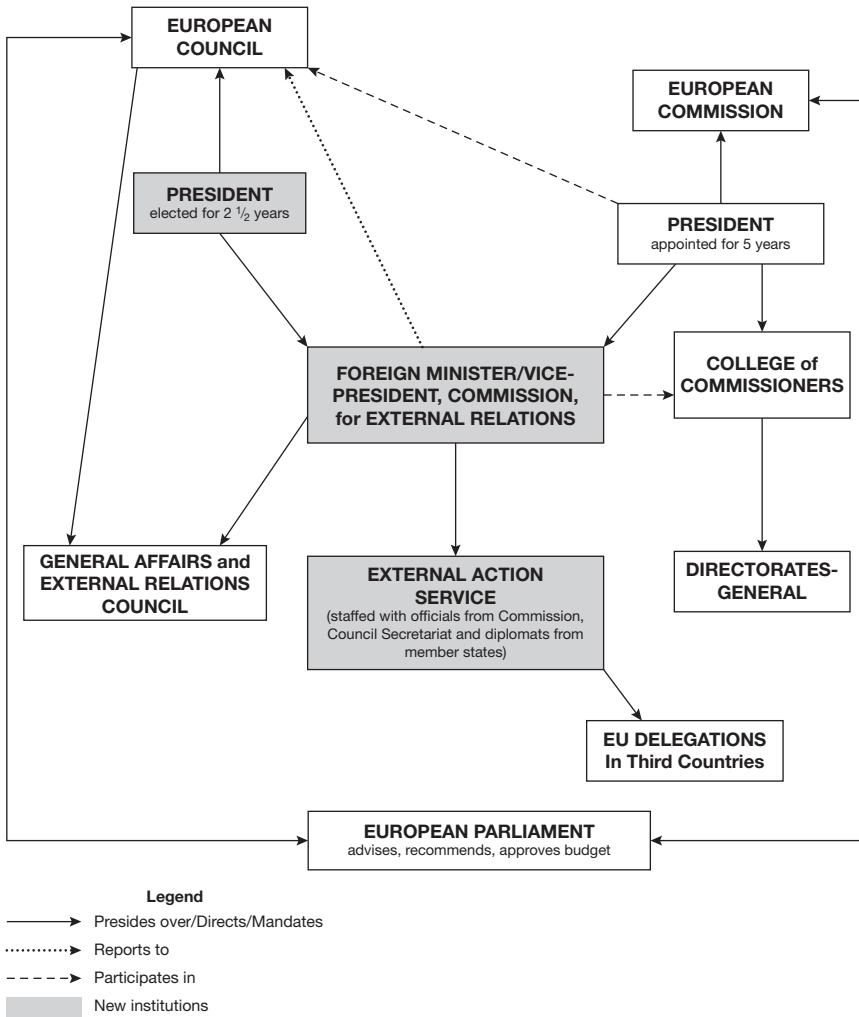 EUROPEAN
COUNCIL
EUROPEAN
COMMISSION
PRESIDENT
elected for 2 1/2 years
PRESIDENT
appointed for 5 years
FOREIGN MINISTER/VICE-
PRESIDENT, COMMISSION,
for EXTERNAL RELATIONS
COLLEGE of
COMMISSIONERS
GENERAL AFFAIRS and
EXTERNAL RELATIONS
COUNCIL
EXTERNAL ACTION
SERVICE
(staffed with officials from Commission,
Council Secretariat and diplomats from
member states)
DIRECTORATES-
GENERAL
EU DELEGATIONS
In Third Countries
EUROPEAN PARLIAMENT
advises, recommends, approves budget
Legend
Presides over/Directs/Mandates
Reports to
Participates in
New institutions